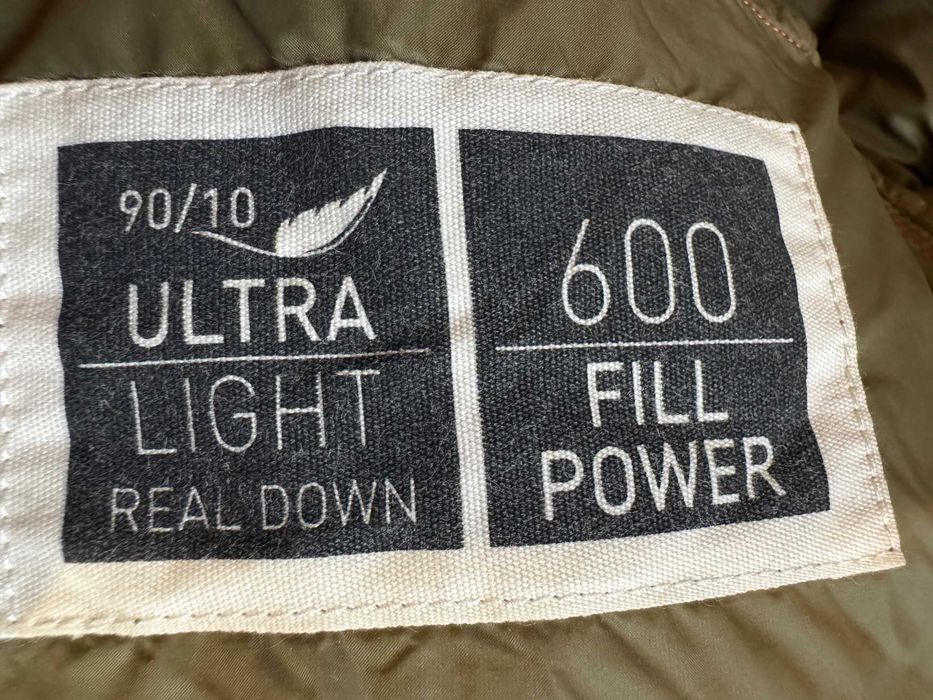 90/10
ULTRA
LIGHT
REAL DOWN
600
FILL
POWER